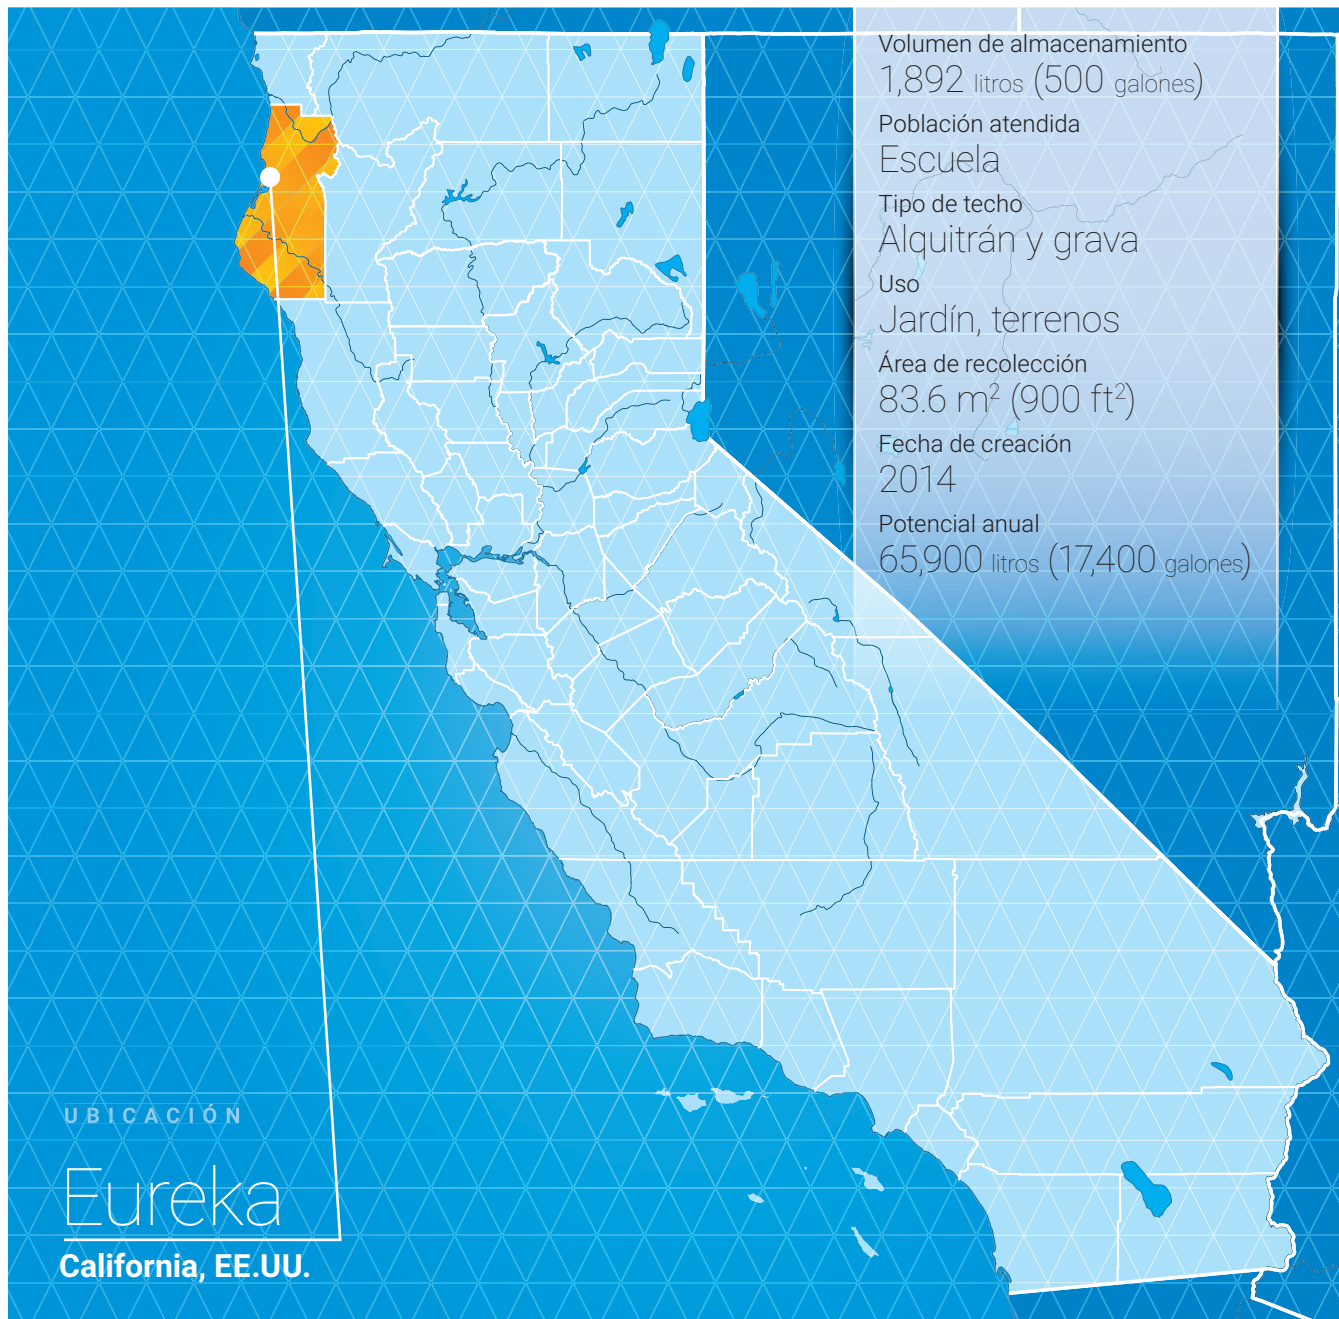 Volumen de almacenamiento
1,892 litros (500 galones)
Población atendida
Escuela
Tipo de techo
Alquitrán y grava
Uso
Jardín, terrenos
Área de recolección
83.6 m² (900 ft²)
Fecha de creación
2014
Potencial anual
65,900 litros (17,400 galones)
UBICACIÓN
Eureka
California, EE.UU.